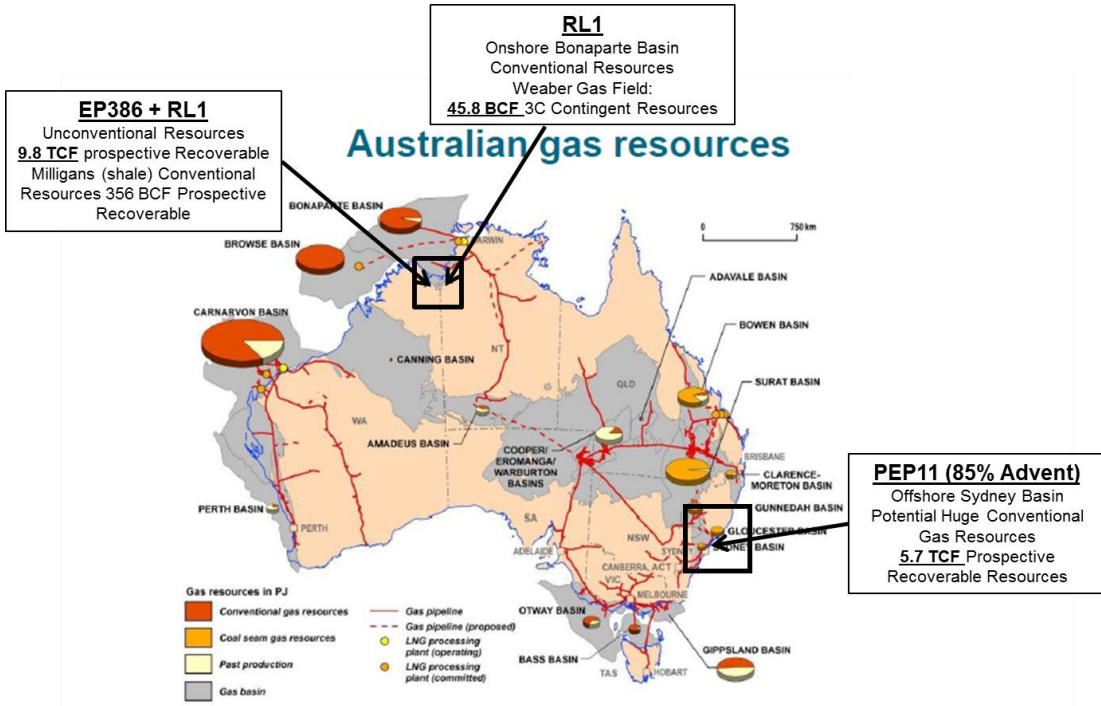 RL1
Onshore Bonaparte Basin
Conventional Resources
Weaber Gas Field:
45.8 BCF 3C Contingent Resources
EP386 + RL1
Unconventional Resources
9.8 TCF prospective Recoverable
Milligans (shale) Conventional
Resources 356 BCF Prospective
Recoverable
Australian gas resources
BONAPARTE BASIN
BROWSE BASIN
DARWIN
0
750 km
ADAVALE BASIN
CARNARVON BASIN
BOWEN BASIN
NT
CANNING BASIN
QLD
SURAT BASIN
WA
AMADEUS BASIN
COOPER/
EROMANGA/
WARBURTON
BASINS
BRISBANE
CLARENCE-
MORETON BASIN
PEP11 (85% Advent)
Offshore Sydney Basin
Potential Huge Conventional
Gas Resources
5.7 TCF Prospective
Recoverable Resources
PERTH BASIN
PERTH
SA
GUNNEDAH BASIN
NSW
GLOUCESTER BASIN
ADELAIDE
SYDNEY
SYDNEY BASIN
CANBERRA, ACT
VIC
MELBOURNE
OTWAY BASIN
BASS BASIN
GIPPSLAND BASIN
TAS
HOBART
Gas resources in PJ
Conventional gas resources
Coal seam gas resources
Past production
Gas basin
Gas pipeline
Gas pipeline (proposed)
LNG processing
plant (operating)
LNG processing
plant (committed)